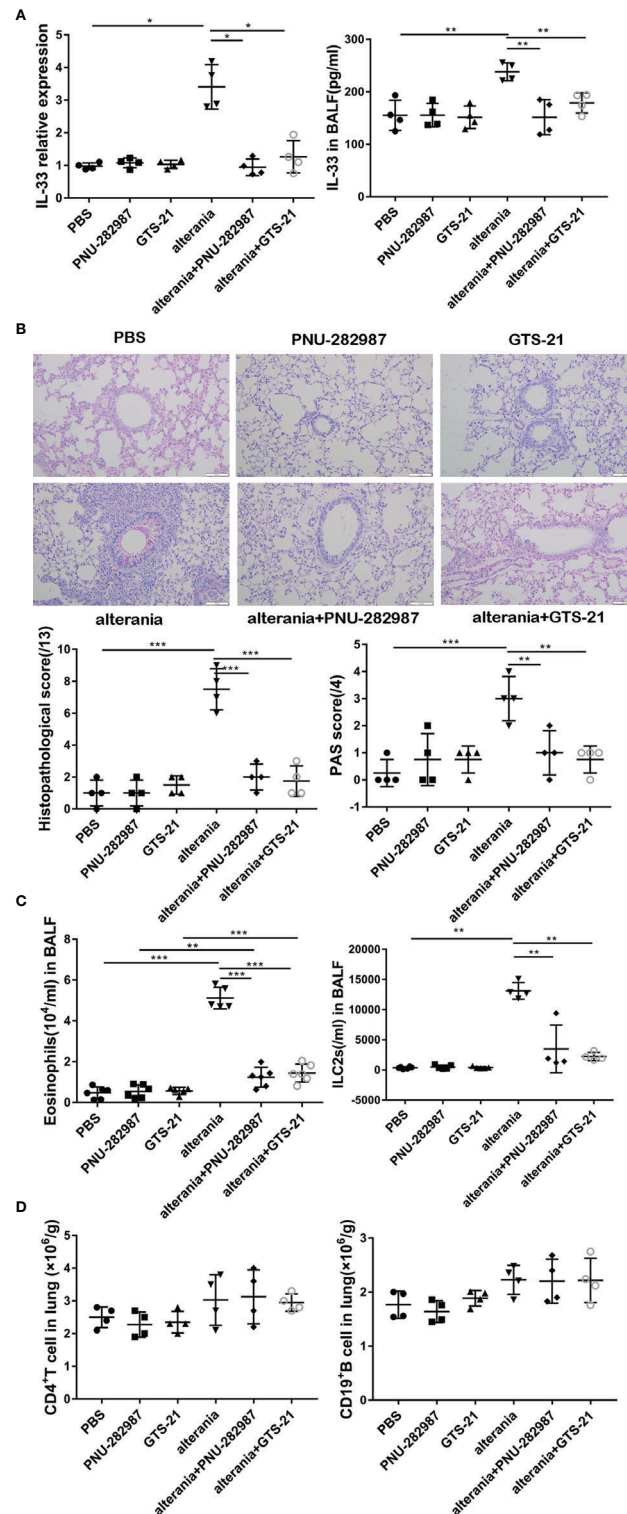 A
IL-33 relative expression
5
4
3
2
1
0
*
*
*
PBS
PNU-282987
GTS-21
alterania
alterania+PNU-282987
alterania+GTS-21
IL-33 in BALF(pg/ml)
300
250
200
150
100
50
0
**
**
**
PBS
PNU-282987
GTS-21
alterania
alterania+PNU-282987
alterania+GTS-21
B
PBS
PNU-282987
GTS-21
alterania
alterania+PNU-282987
alterania+GTS-21
Histopathological score(/13)
10
8
6
4
2
0
***
***
***
PBS
PNU-282987
GTS-21
alterania
alterania+PNU-282987
alterania+GTS-21
PAS score(/4)
5
4
3
2
1
0
-1
***
**
**
PBS
PNU-282987
GTS-21
alterania
alterania+PNU-282987
alterania+GTS-21
C
Eosinophils(10⁴/ml) in BALF
8
6
4
2
0
***
**
***
***
***
PBS
PNU-282987
GTS-21
alterania
alterania+PNU-282987
alterania+GTS-21
ILC2s(/ml) in BALF
20000
15000
10000
5000
0
-5000
**
**
**
PBS
PNU-282987
GTS-21
alterania
alterania+PNU-282987
alterania+GTS-21
D
CD4⁺T cell in lung (×10⁶/g)
5
4
3
2
1
0
PBS
PNU-282987
GTS-21
alterania
alterania+PNU-282987
alterania+GTS-21
CD19⁺B cell in lung(×10⁶/g)
3
2
1
0
PBS
PNU-282987
GTS-21
alterania
alterania+PNU-282987
alterania+GTS-21